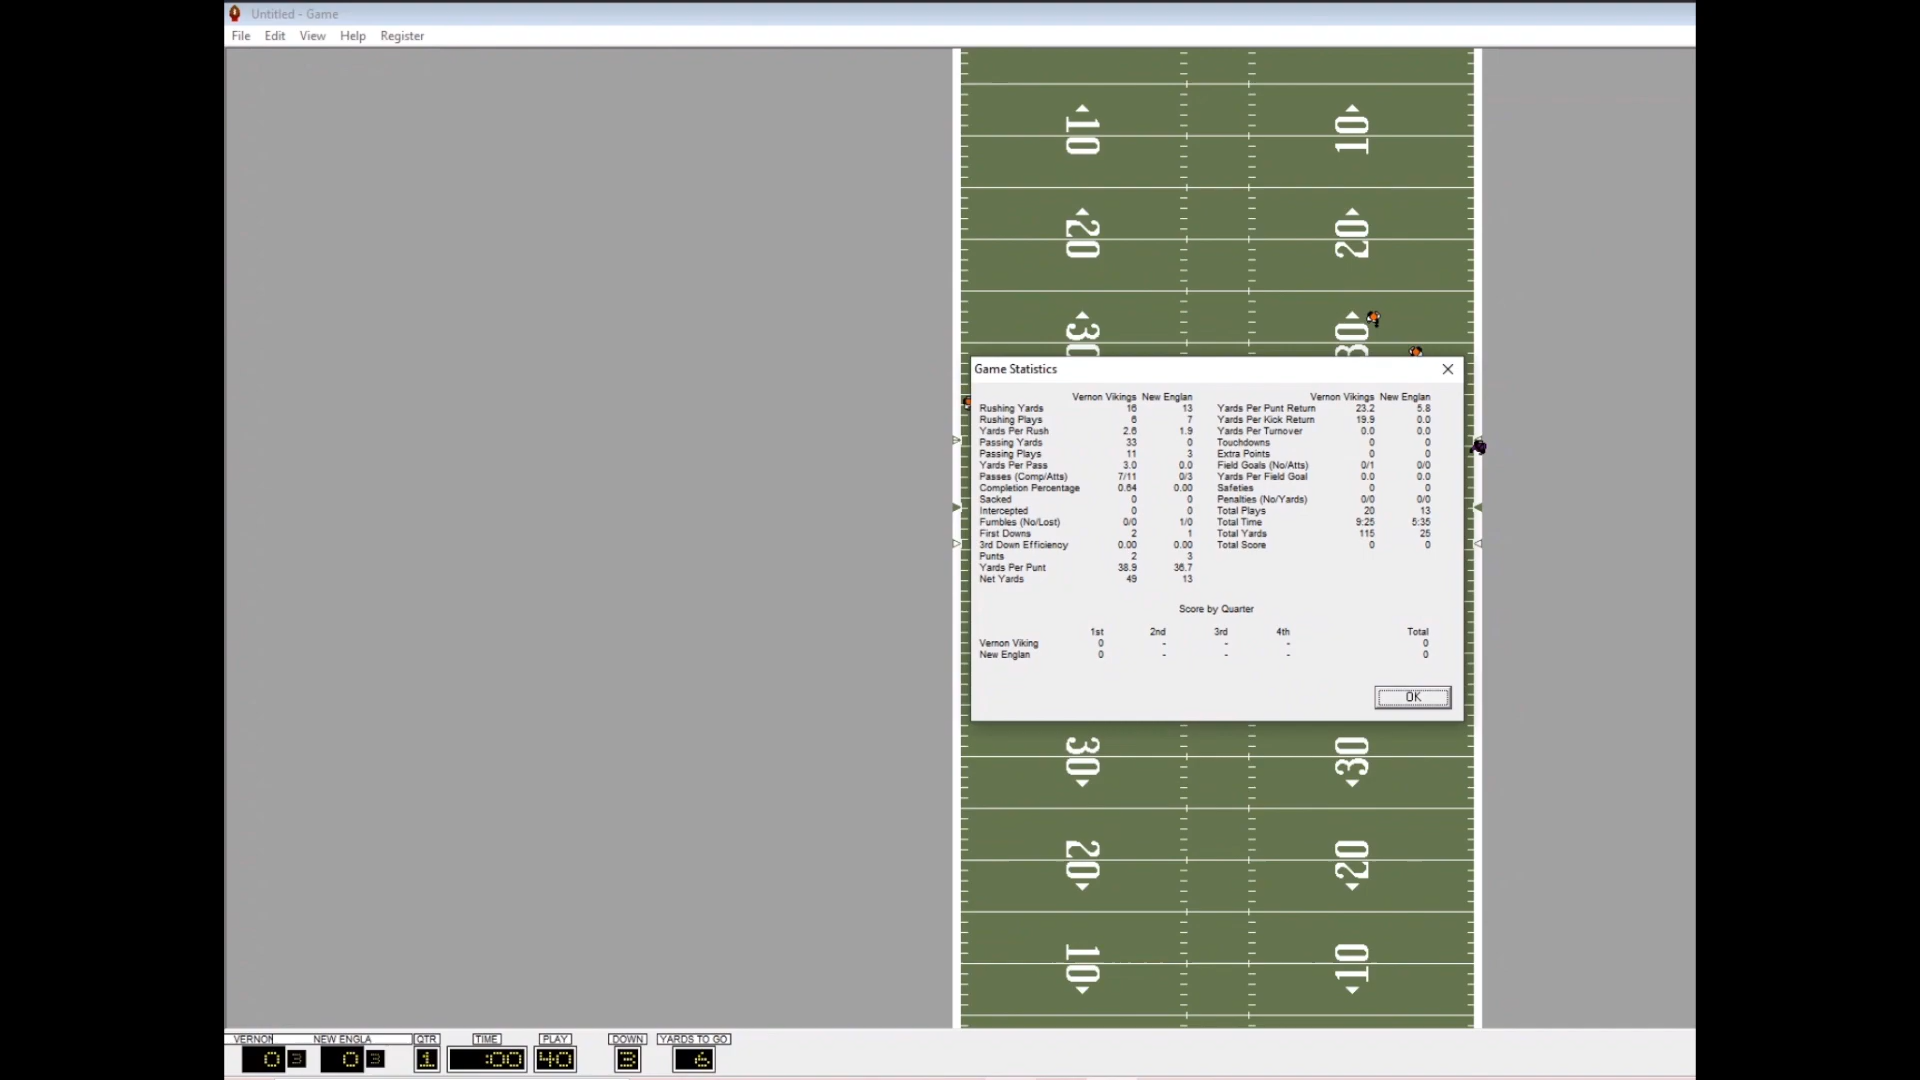 Untitled - Game
File Edit View Help Register
10 10
20 20
30 30
Game Statistics
Vernon Vikings New Englan Vernon Vikings New Englan
Rushing Yards 16 13 Yards Per Punt Return 23.2 5.8
Rushing Plays 6 7 Yards Per Kick Return 19.9 0.0
Yards Per Rush 2.6 1.9 Yards Per Turnover 0.0 0.0
Passing Yards 33 0 Touchdowns 0 0
Passing Plays 11 3 Extra Points 0 0
Yards Per Pass 3.0 0.0 Field Goals (No/Atts) 0/1 0/0
Passes (Comp/Atts) 7/11 0/3 Yards Per Field Goal 0.0 0.0
Completion Percentage 0.64 0.00 Safeties 0 0
Sacked 0 0 Penalties (No/Yards) 0/0 0/0
Intercepted 0 0 Total Plays 20 13
Fumbles (No/Lost) 0/0 1/0 Total Time 9:25 5:35
First Downs 2 1 Total Yards 115 25
3rd Down Efficiency 0.00 0.00 Total Score 0 0
Punts 2 3
Yards Per Punt 38.9 36.7
Net Yards 49 13
Score by Quarter
1st 2nd 3rd 4th Total
Vernon Viking 0 - - - 0
New Englan 0 - - - 0
OK
30 30
20 20
10 10
VERNON NEW ENGLA QTR TIME PLAY DOWN YARDS TO GO
0 3 0 3 1 :00 40 3 6